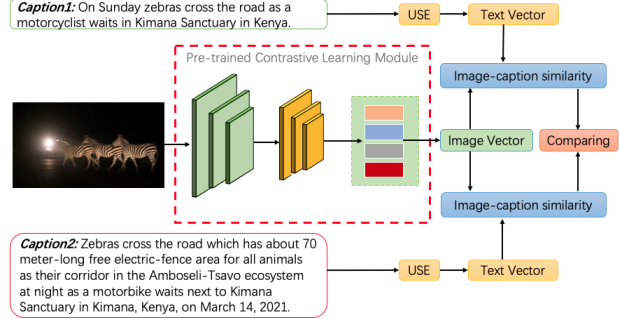 Caption1: On Sunday zebras cross the road as a
motorcyclist waits in Kimana Sanctuary in Kenya.
USE
Text Vector
Pre-trained Contrastive Learning Module
Image-caption similarity
Image Vector
Comparing
Image-caption similarity
Caption2: Zebras cross the road which has about 70
meter-long free electric-fence area for all animals
as their corridor in the Amboseli-Tsavo ecosystem
at night as a motorbike waits next to Kimana
Sanctuary in Kimana, Kenya, on March 14, 2021.
USE
Text Vector